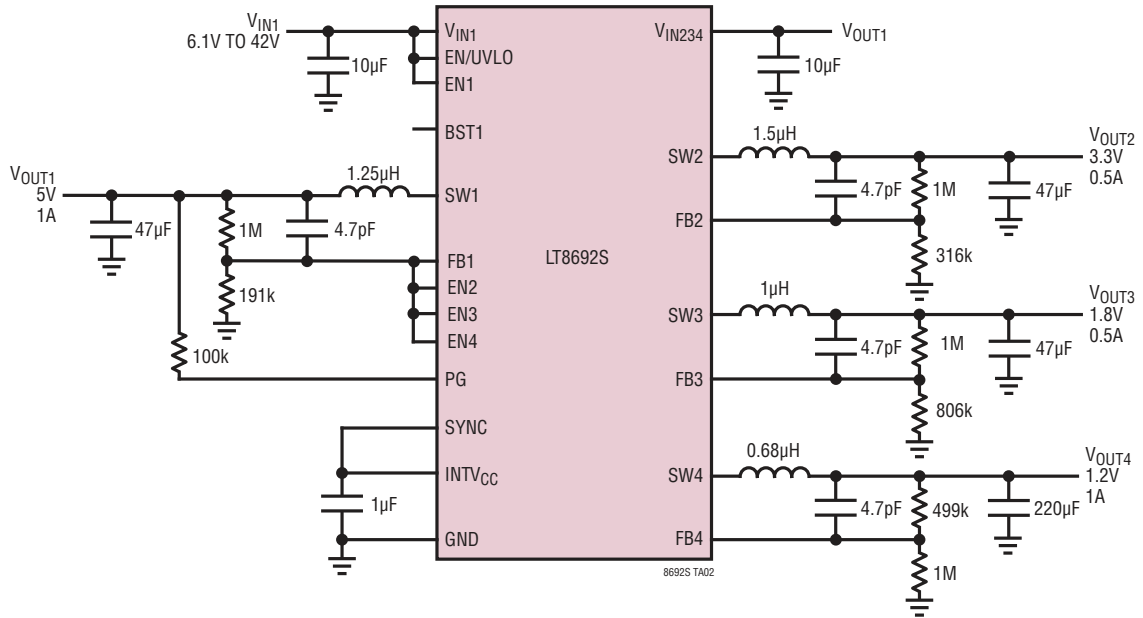 VIN1
6.1V TO 42V
10µF
VIN1
EN/UVLO
EN1
BST1
VOUT1
5V
1A
47µF
1M
4.7pF
1.25µH
SW1
191k
100k
FB1
EN2
EN3
EN4
PG
SYNC
INTVCC
1µF
GND
LT8692S
VIN234
VOUT1
10µF
SW2
1.5µH
4.7pF
1M
47µF
VOUT2
3.3V
0.5A
FB2
316k
SW3
1µH
4.7pF
1M
47µF
VOUT3
1.8V
0.5A
FB3
806k
SW4
0.68µH
4.7pF
499k
220µF
VOUT4
1.2V
1A
FB4
1M
8692S TA02